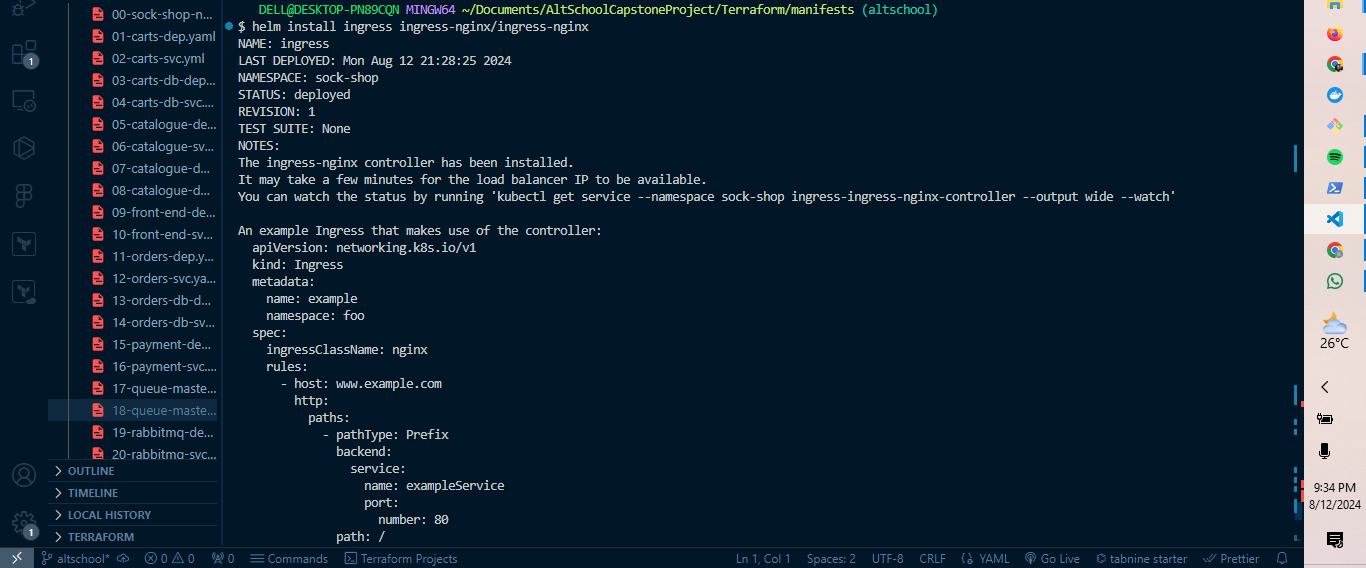 00-sock-shop-n...
01-carts-dep.yaml
02-carts-svc.yml
03-carts-db-dep...
04-carts-db-svc....
05-catalogue-de...
06-catalogue-sv...
07-catalogue-d...
08-catalogue-d...
09-front-end-de...
10-front-end-sv...
11-orders-dep.y...
12-orders-svc.ya...
13-orders-db-d...
14-orders-db-sv...
15-payment-de...
16-payment-svc...
17-queue-maste...
18-queue-maste...
19-rabbitmq-de...
20-rabbitmq-svc...
OUTLINE
TIMELINE
LOCAL HISTORY
TERRAFORM
1
1
DELL@DESKTOP-PN89CQN MINGW64 ~/Documents/AltSchoolCapstoneProject/Terraform/manifests (altschool)
$ helm install ingress ingress-nginx/ingress-nginx
NAME: ingress
LAST DEPLOYED: Mon Aug 12 21:28:25 2024
NAMESPACE: sock-shop
STATUS: deployed
REVISION: 1
TEST SUITE: None
NOTES:
The ingress-nginx controller has been installed.
It may take a few minutes for the load balancer IP to be available.
You can watch the status by running 'kubectl get service --namespace sock-shop ingress-ingress-nginx-controller --output wide --watch'
An example Ingress that makes use of the controller:
apiVersion: networking.k8s.io/v1
kind: Ingress
metadata:
name: example
namespace: foo
spec:
ingressClassName: nginx
rules:
- host: www.example.com
http:
paths:
- pathType: Prefix
backend:
service:
name: exampleService
port:
number: 80
path: /
altschool* 0 0 0 Commands Terraform Projects Ln 1, Col 1 Spaces: 2 UTF-8 CRLF {} YAML Go Live tabnine starter Prettier
26°C
9:34 PM
8/12/2024